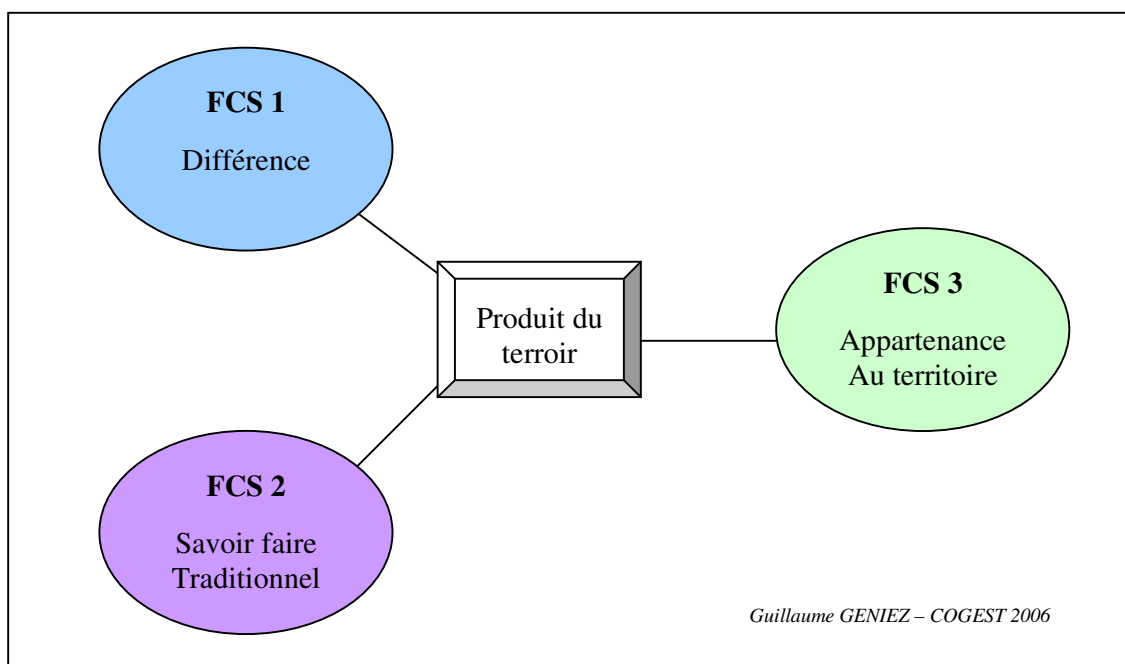 FCS 1
Différence
Produit du
terroir
FCS 3
Appartenance
Au territoire
FCS 2
Savoir faire
Traditionnel
Guillaume GENIEZ – COGEST 2006